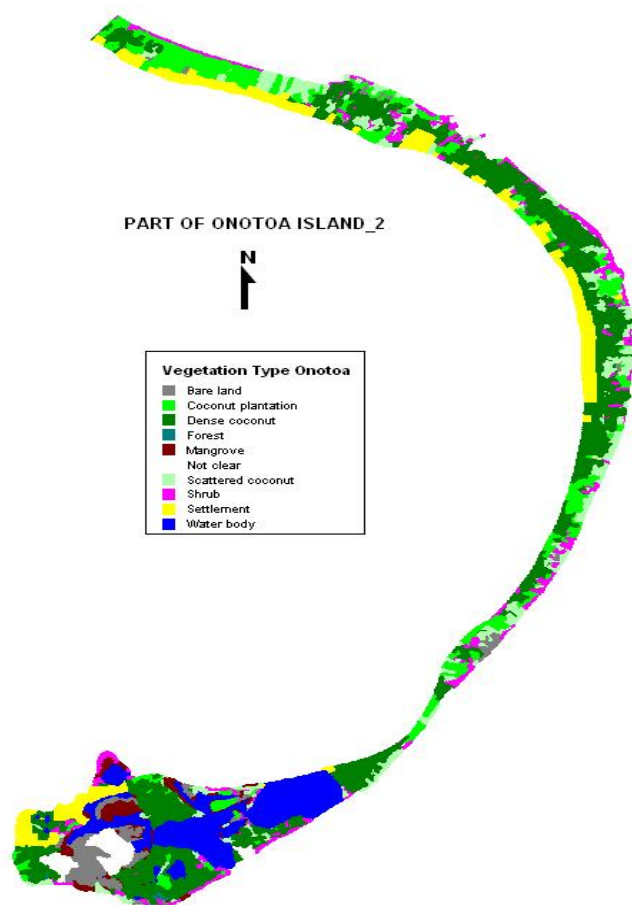 PART OF ONOTOA ISLAND_2
N
Vegetation Type Onotoa
Bare land
Coconut plantation
Dense coconut
Forest
Mangrove
Not clear
Scattered coconut
Shrub
Settlement
Water body